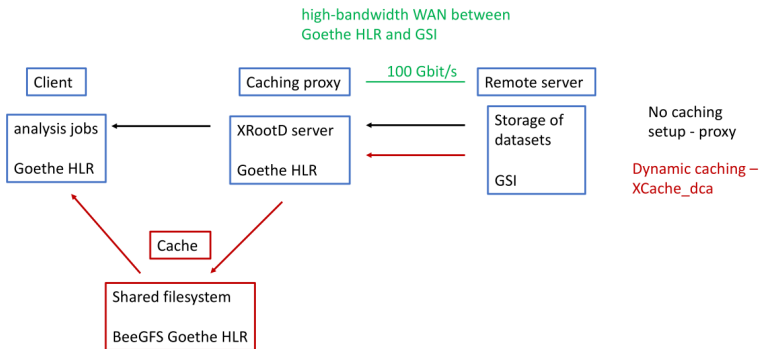 high-bandwidth WAN between
Goethe HLR and GSI
100 Gbit/s
Client
Caching proxy
Remote server
analysis jobs
Goethe HLR
XRootD server
Goethe HLR
Storage of
datasets
GSI
No caching
setup - proxy
Dynamic caching –
XCache_dca
Cache
Shared filesystem
BeeGFS Goethe HLR